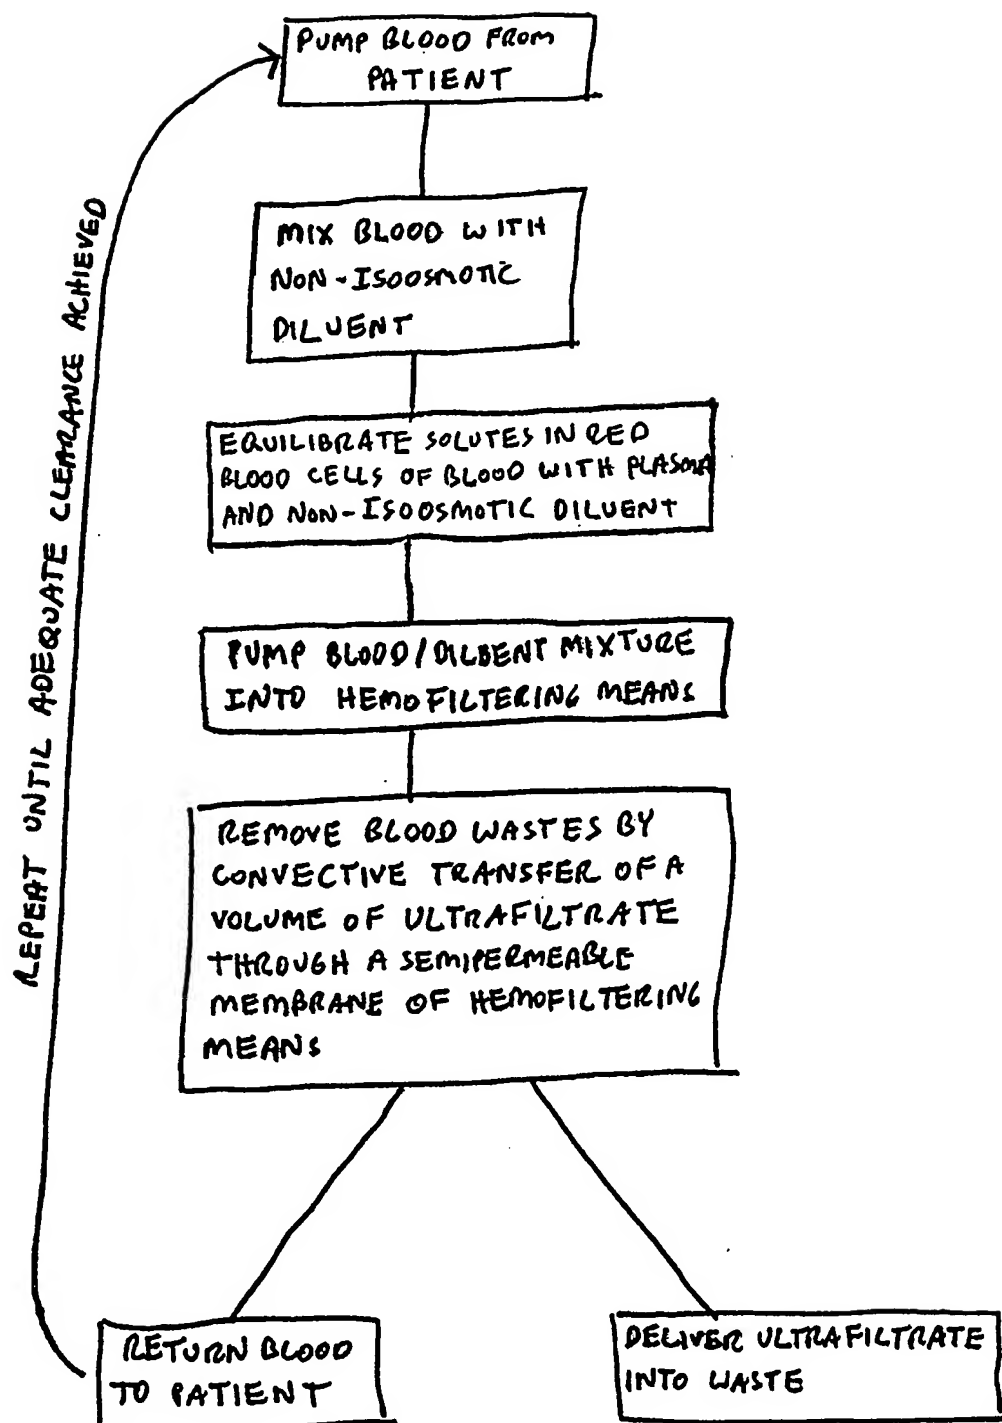 PUMP BLOOD FROM
PATIENT
MIX BLOOD WITH
NON-ISOOSMOTIC
DILUENT
EQUILIBRATE SOLUTES IN RED
BLOOD CELLS OF BLOOD WITH PLASMA
AND NON-ISOOSMOTIC DILUENT
PUMP BLOOD/DILUENT MIXTURE
INTO HEMOFILTERING MEANS
REMOVE BLOOD WASTES BY
CONVECTIVE TRANSFER OF A
VOLUME OF ULTRAFILTRATE
THROUGH A SEMIPERMEABLE
MEMBRANE OF HEMOFILTERING
MEANS
RETURN BLOOD
TO PATIENT
DELIVER ULTRAFILTRATE
INTO WASTE
REPEAT UNTIL ADEQUATE CLEARANCE ACHIEVED